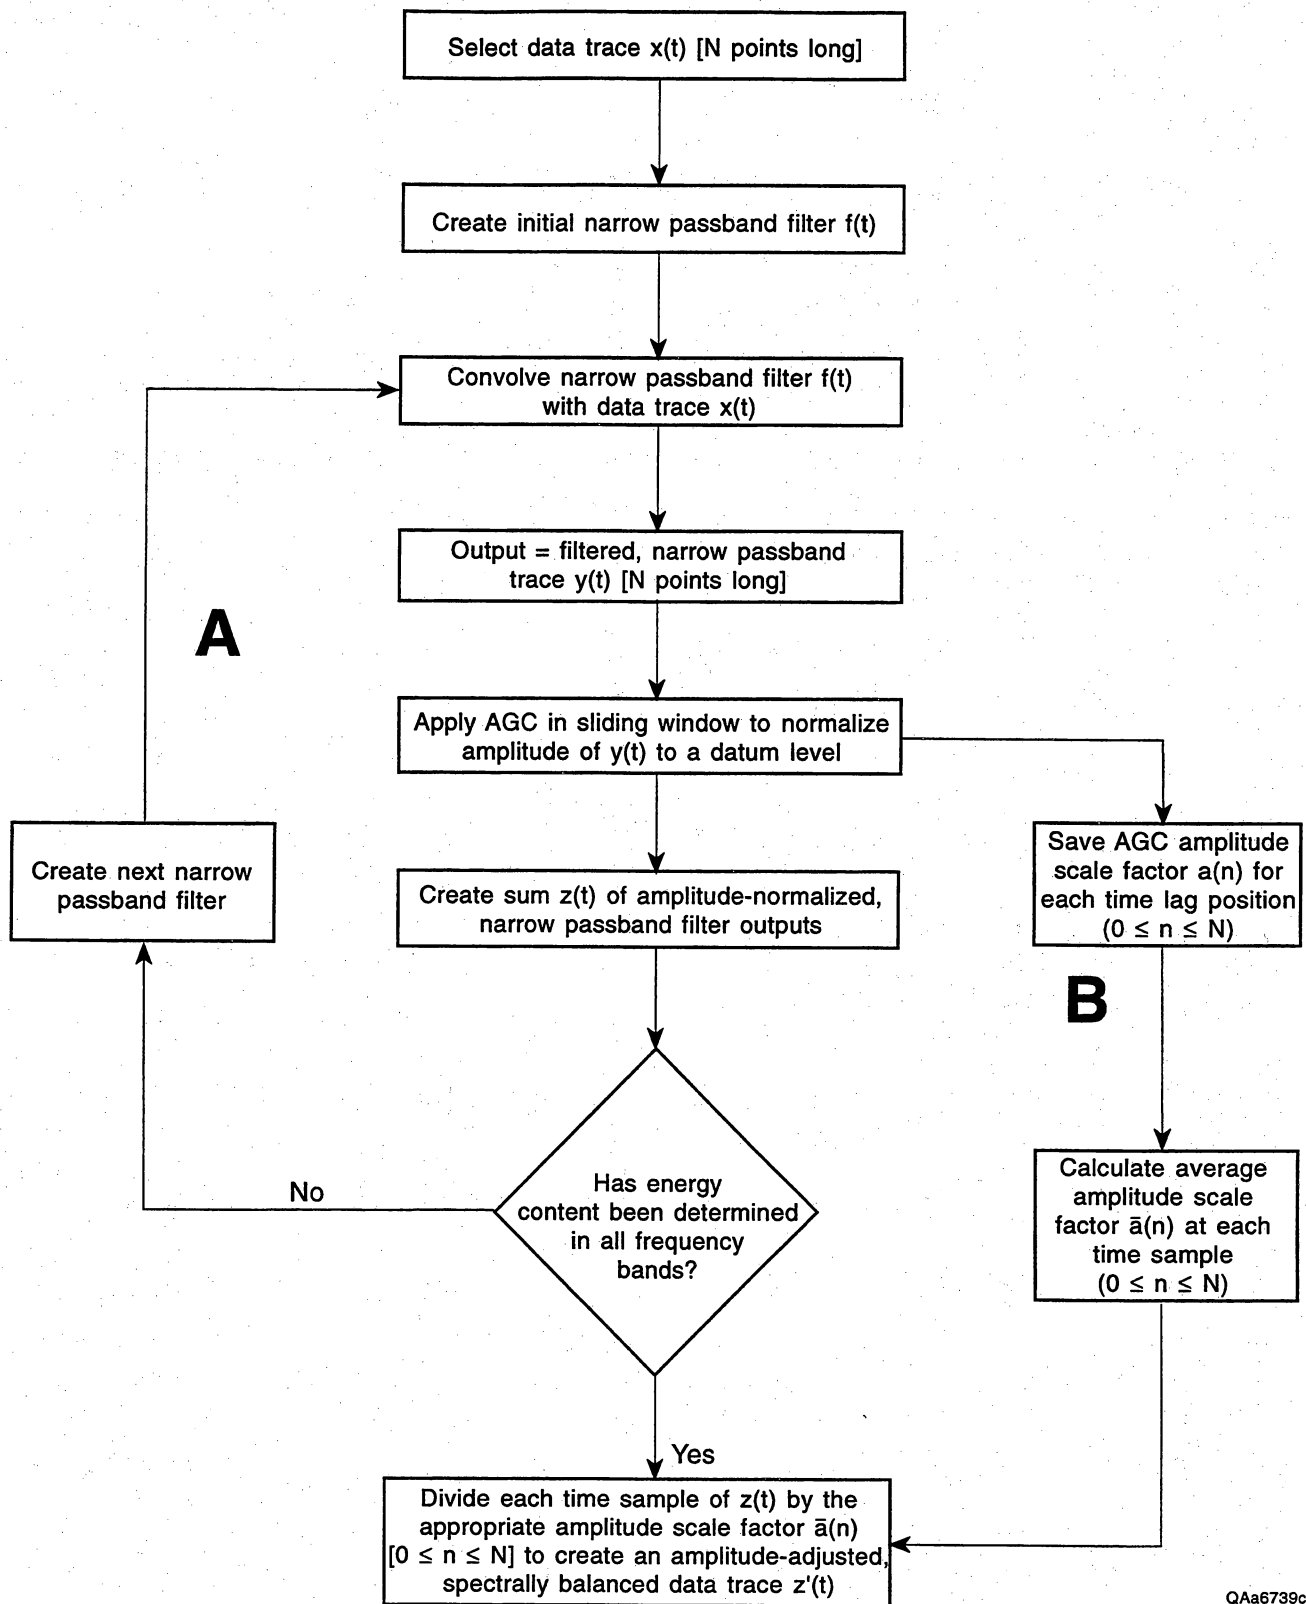 Select data trace x(t) [N points long]
Create initial narrow passband filter f(t)
Convolve narrow passband filter f(t)
with data trace x(t)
Output = filtered, narrow passband
trace y(t) [N points long]
A
Apply AGC in sliding window to normalize
amplitude of y(t) to a datum level
Create next narrow
passband filter
Create sum z(t) of amplitude-normalized,
narrow passband filter outputs
Save AGC amplitude
scale factor a(n) for
each time lag position
(0 ≤ n ≤ N)
B
Has energy
content been determined
in all frequency
bands?
No
Calculate average
amplitude scale
factor ā(n) at each
time sample
(0 ≤ n ≤ N)
Yes
Divide each time sample of z(t) by the
appropriate amplitude scale factor ā(n)
[0 ≤ n ≤ N] to create an amplitude-adjusted,
spectrally balanced data trace z'(t)
QAa6739c